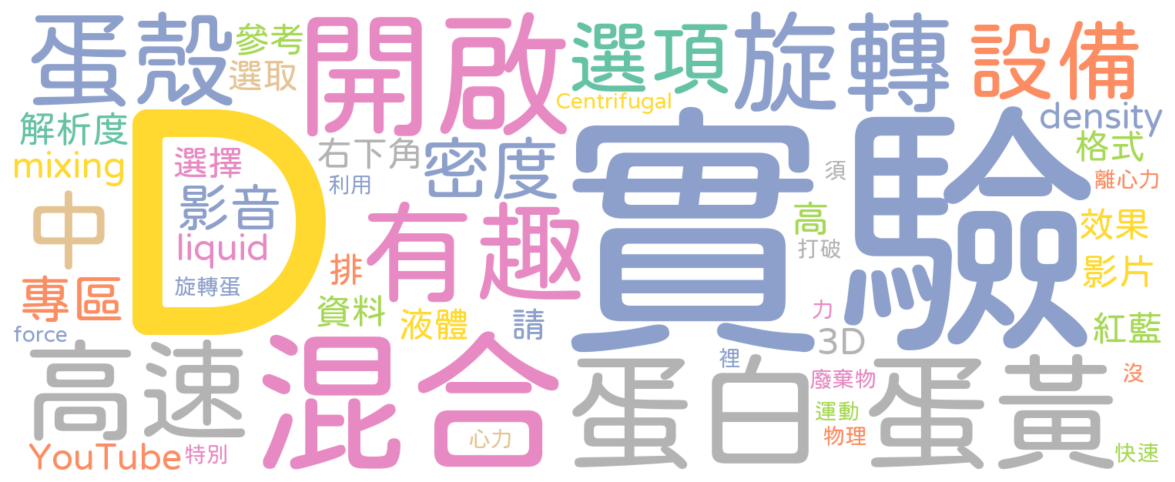 蛋殼
參考
選取
開啟
選項
Centrifugal
旋轉
設備
density
解析度
mixing
D
選擇
影音
liquid
旋轉蛋
右下角
利用
密度
實驗
須
格式
離心力
中
有趣
高
打破
效果
影片
專區
force
排
資料
液體
請
力
3D
紅藍
高速
混合
心力
蛋白
裡
蛋黃
廢棄物
運動
物理
沒
YouTube
特別
快速